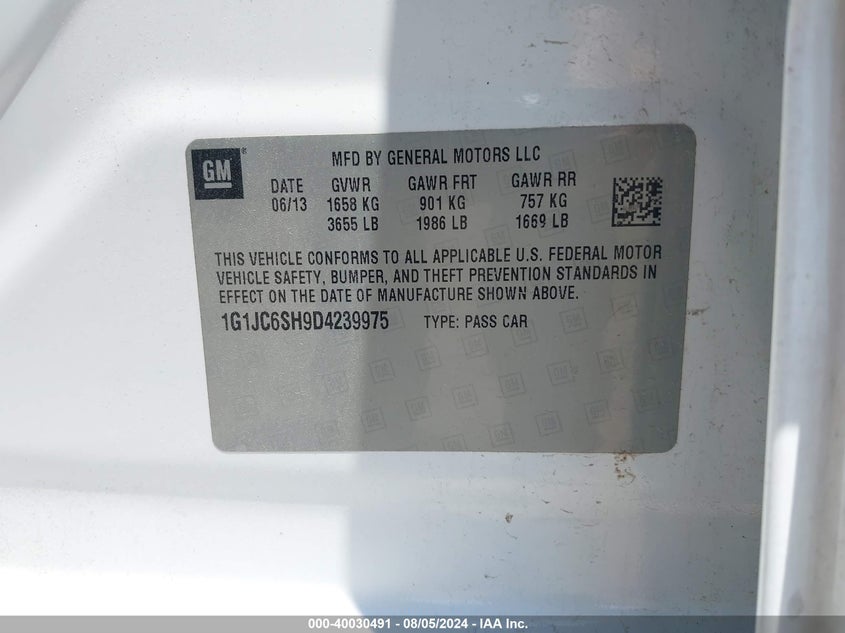 GM®
MFD BY GENERAL MOTORS LLC
DATE GVWR GAWR FRT GAWR RR
06/13 1658 KG 901 KG 757 KG
3655 LB 1986 LB 1669 LB
THIS VEHICLE CONFORMS TO ALL APPLICABLE U.S. FEDERAL MOTOR
VEHICLE SAFETY, BUMPER, AND THEFT PREVENTION STANDARDS IN
EFFECT ON THE DATE OF MANUFACTURE SHOWN ABOVE.
1G1JC6SH9D4239975 TYPE: PASS CAR
000-40030491 - 08/05/2024 - IAA Inc.